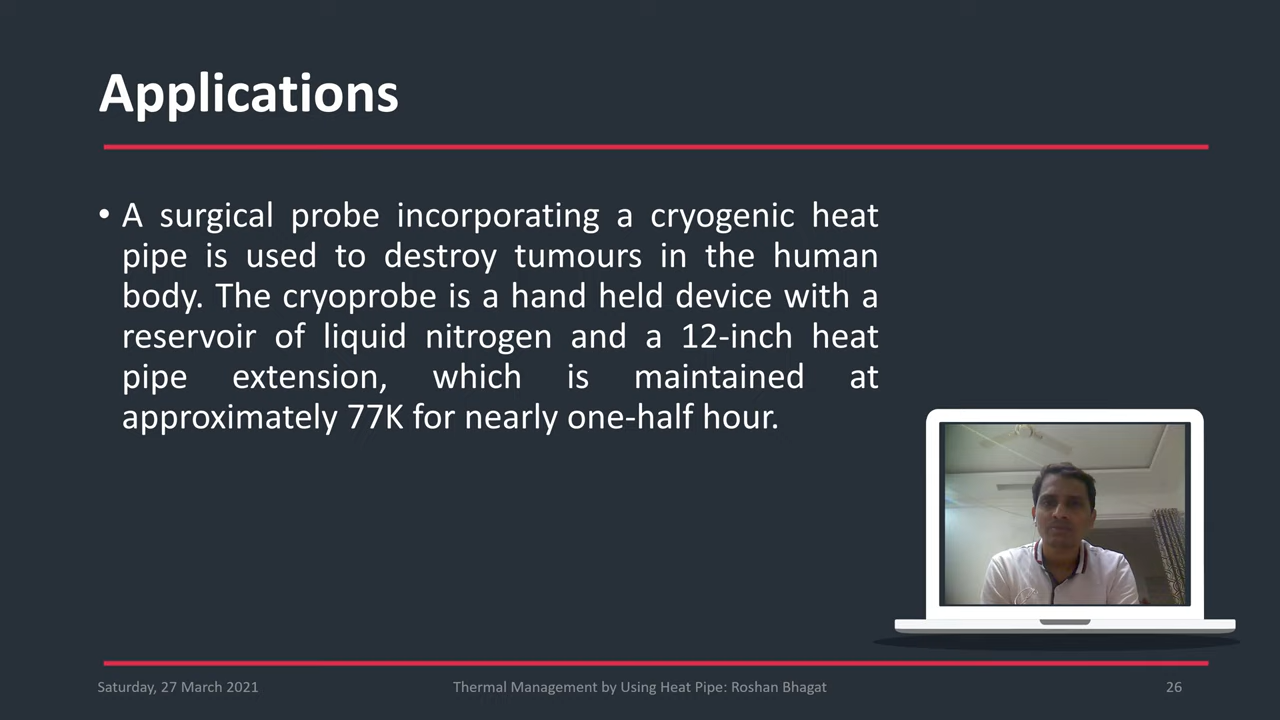 Applications
• A surgical probe incorporating a cryogenic heat
pipe is used to destroy tumours in the human
body. The cryoprobe is a hand held device with a
reservoir of liquid nitrogen and a 12-inch heat
pipe extension, which is maintained at
approximately 77K for nearly one-half hour.
Saturday, 27 March 2021
Thermal Management by Using Heat Pipe: Roshan Bhagat
26